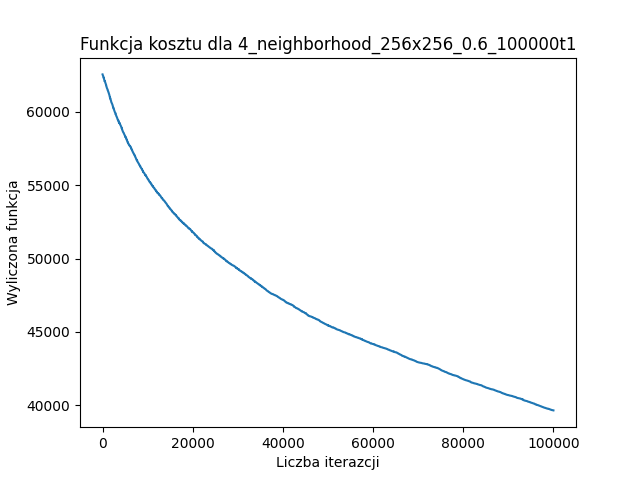 Funkcja kosztu dla 4_neighborhood_256x256_0.6_100000t1
60000
55000
50000
45000
40000
Wyliczona funkcja
0 20000 40000 60000 80000 100000
Liczba iterazcji